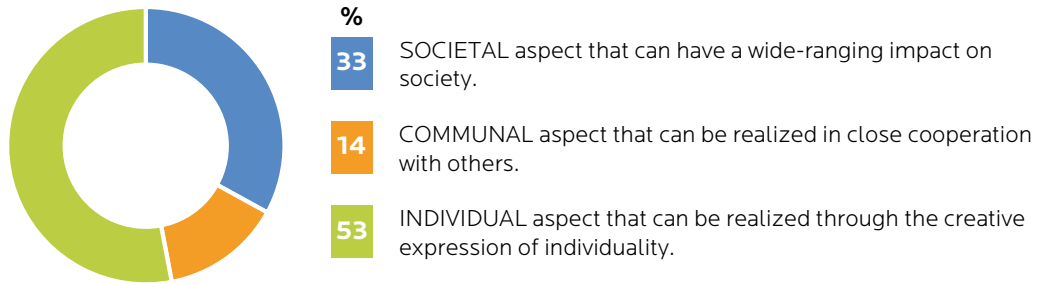 %
33
SOCIETAL aspect that can have a wide-ranging impact on
society.
14
COMMUNAL aspect that can be realized in close cooperation
with others.
53
INDIVIDUAL aspect that can be realized through the creative
expression of individuality.